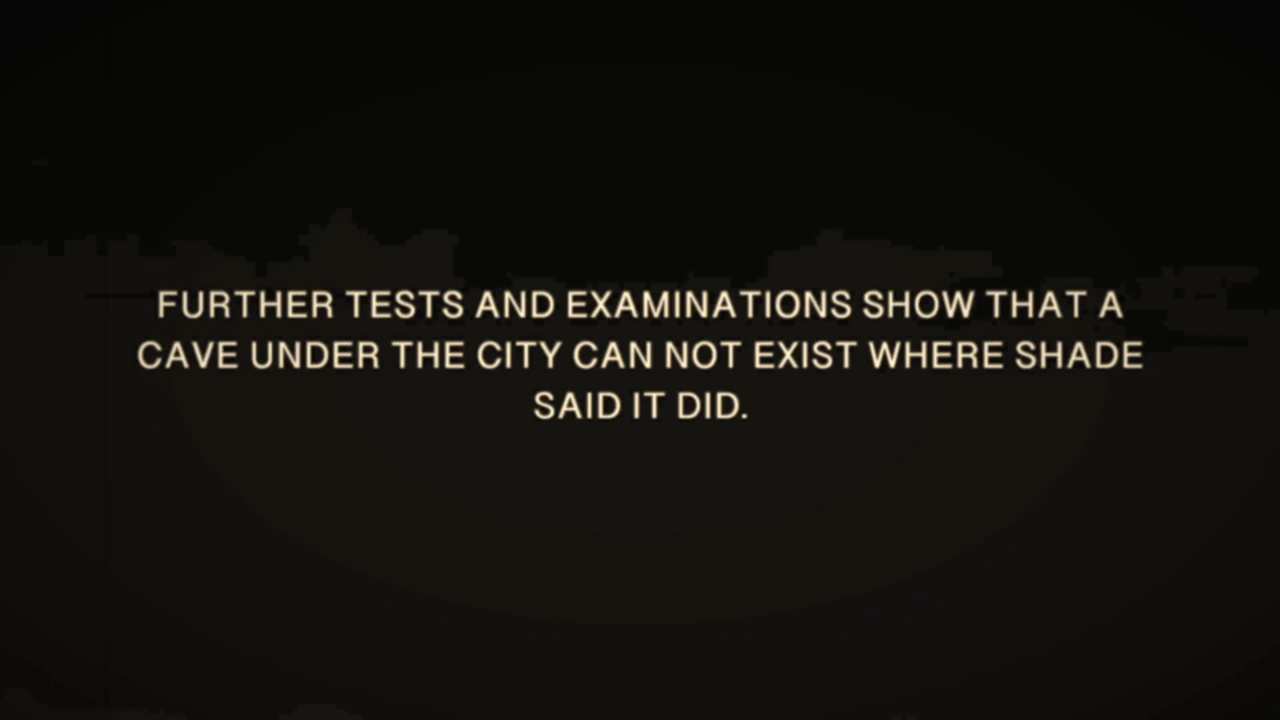 FURTHER TESTS AND EXAMINATIONS SHOW THAT A
CAVE UNDER THE CITY CAN NOT EXIST WHERE SHADE
SAID IT DID.